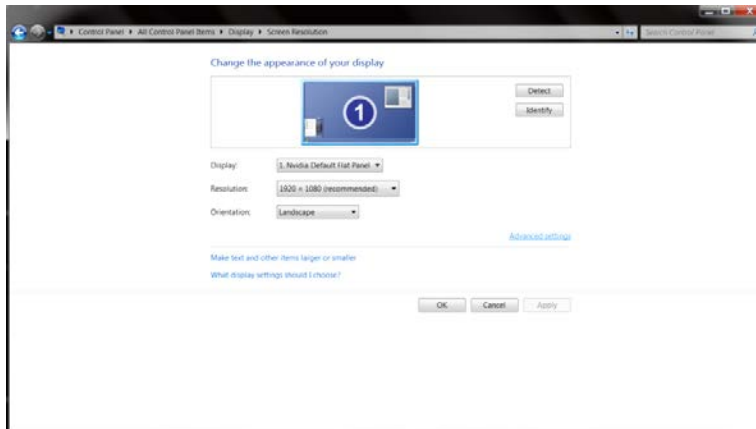 Control Panel ▸ All Control Panel Items ▸ Display ▸ Screen Resolution
Search Control Panel
Change the appearance of your display
1
Detect
Identify
Display:
1. Nvidia Default Flat Panel
Resolution:
1920 × 1080 (recommended)
Orientation:
Landscape
Advanced settings
Make text and other items larger or smaller
What display settings should I choose?
OK
Cancel
Apply